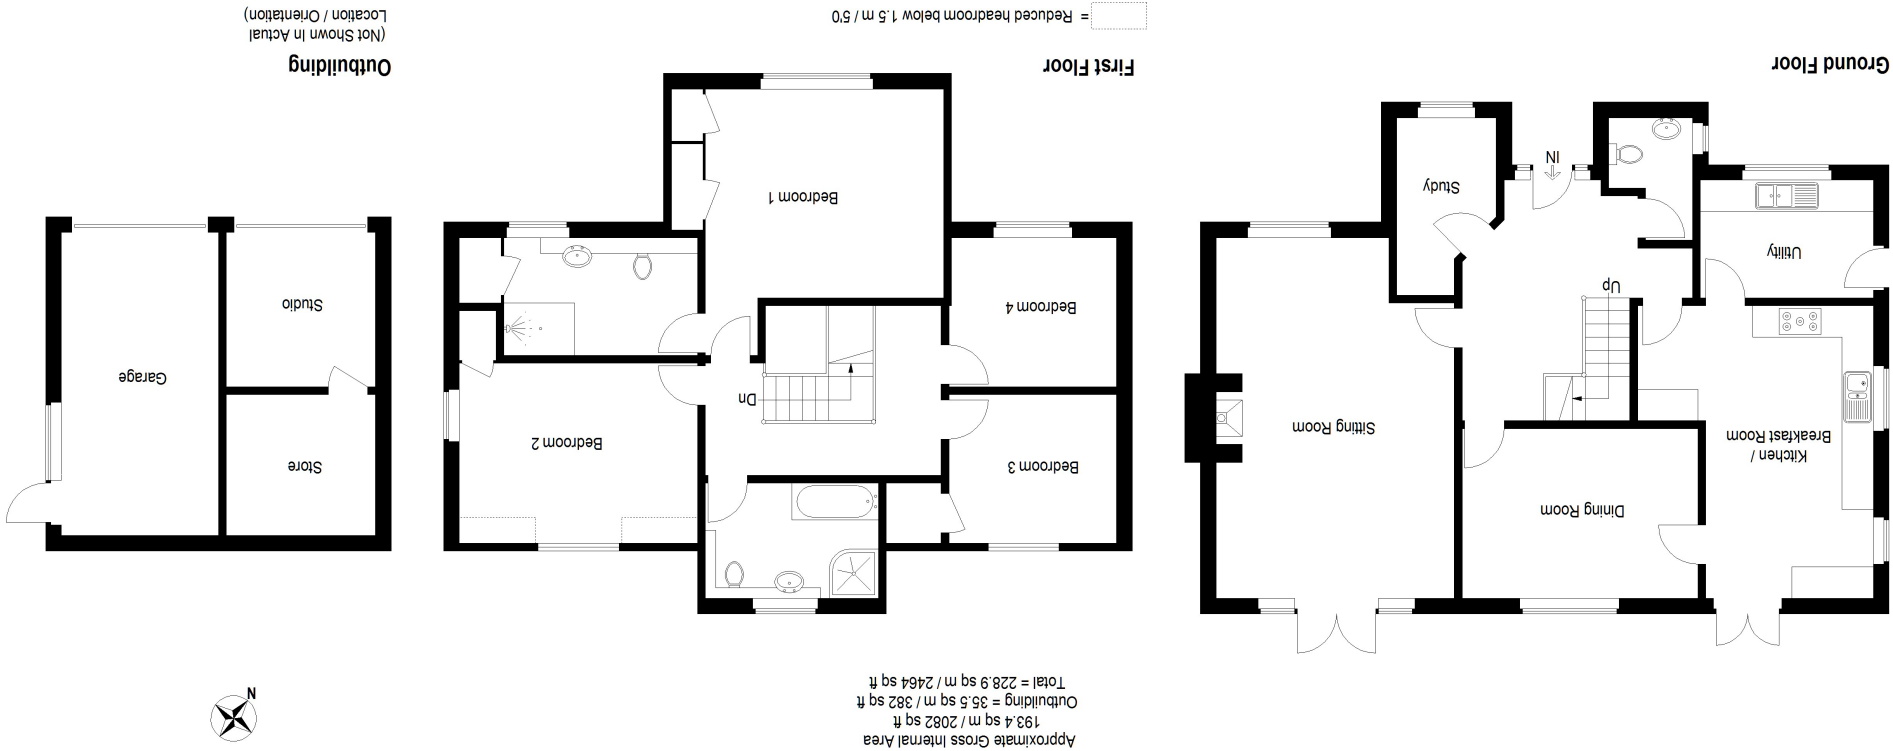 Approximate Gross Internal Area
193.4 sq m / 2082 sq ft
Outbuilding = 35.5 sq m / 382 sq ft
Total = 228.9 sq m / 2464 sq ft
N
Dining Room
Kitchen /
Breakfast Room
Sitting Room
Up
Utility
Study
IN
Ground Floor
Bedroom 3
Bedroom 2
Dn
Bedroom 4
Bedroom 1
First Floor
= Reduced headroom below 1.5 m / 5'0
Store
Garage
Studio
Outbuilding
(Not Shown In Actual
Location / Orientation)